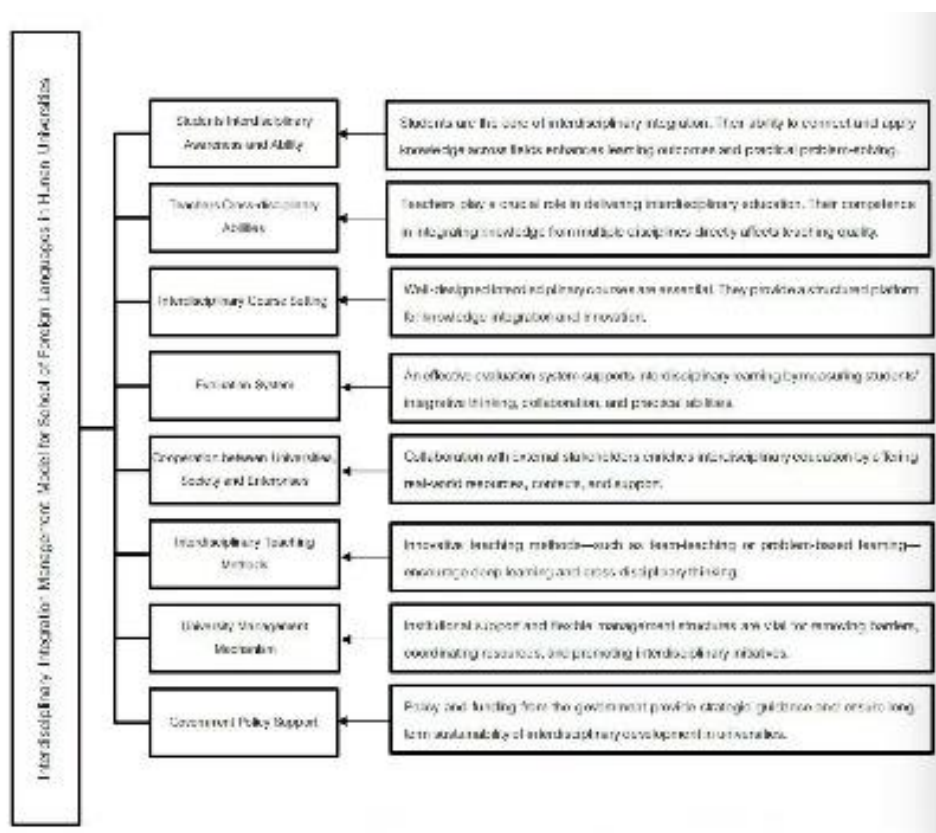 Interdisciplinary Integration Management Model for School of Foreign Languages in Hunan Universities
Students Interdisciplinary
Awareness and Ability
Students are the core of interdisciplinary integration. Their ability to connect and apply
knowledge across fields enhances learning outcomes and practical problem-solving.
Teachers Cross-disciplinary
Abilities
Teachers play a crucial role in delivering interdisciplinary education. Their competence
in integrating knowledge from multiple disciplines directly affects teaching quality.
Interdisciplinary Course Setting
Well-designed interdisciplinary courses are essential. They provide a structured platform
for knowledge integration and innovation.
Evaluation System
An effective evaluation system supports interdisciplinary learning by measuring students'
integrative thinking, collaboration, and practical abilities.
Cooperation between Universities,
Society and Enterprises
Collaboration with external stakeholders enriches interdisciplinary education by offering
real-world resources, contexts, and support.
Interdisciplinary Teaching
Methods
Innovative teaching methods—such as team-teaching or problem-based learning—
encourage deep learning and cross-disciplinary thinking.
University Management
Mechanism
Institutional support and flexible management structures are vital for removing barriers,
coordinating resources, and promoting interdisciplinary initiatives.
Government Policy Support
Policy and funding from the government provide strategic guidance and ensure long-
term sustainability of interdisciplinary development in universities.